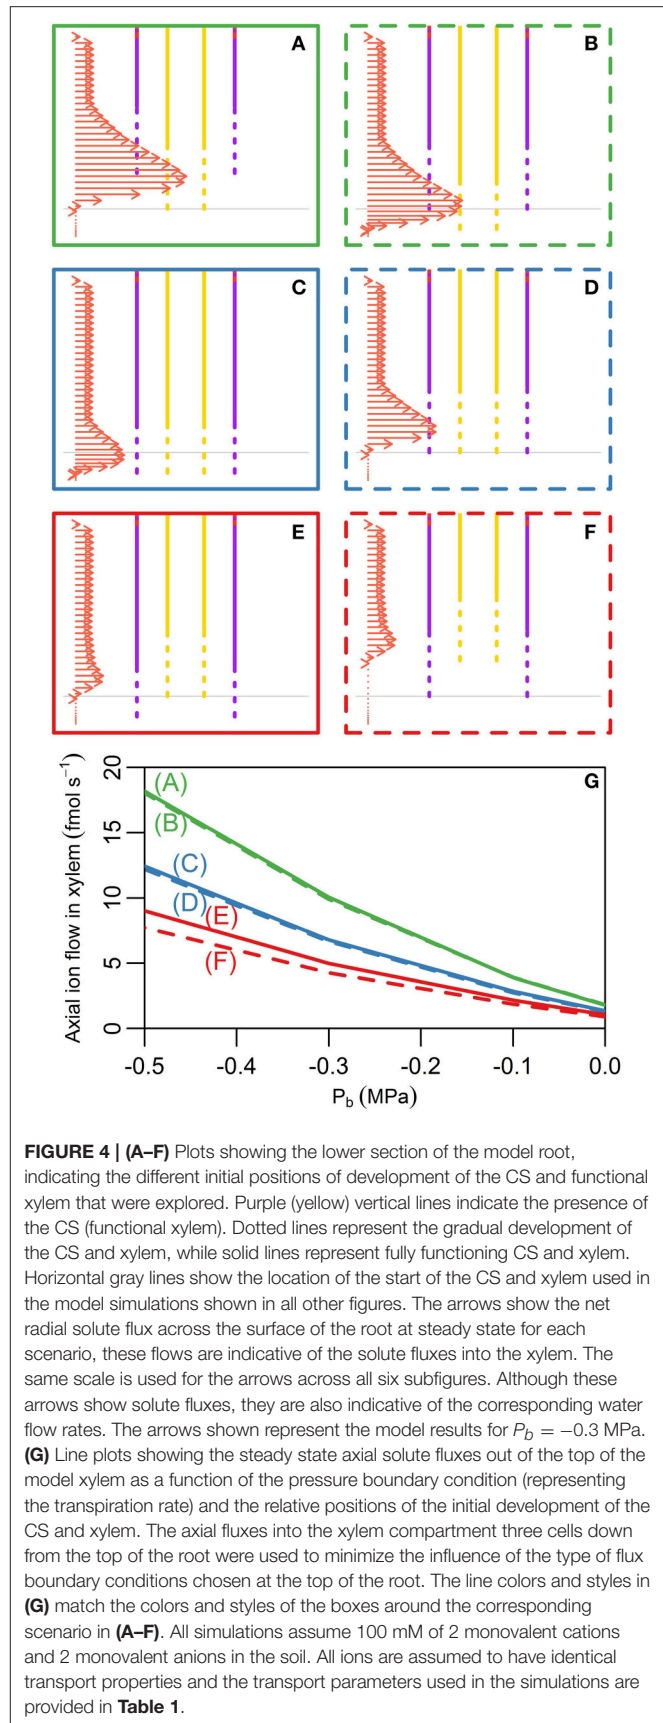 A
B
C
D
E
F
G
Axial ion flow in xylem (fmol s⁻¹)
20
15
10
5
0
(A)
(B)
(C)
(D)
(E)
(F)
-0.5 -0.4 -0.3 -0.2 -0.1 0.0
P_b (MPa)
FIGURE 4 | (A–F) Plots showing the lower section of the model root,
indicating the different initial positions of development of the CS and functional
xylem that were explored. Purple (yellow) vertical lines indicate the presence of
the CS (functional xylem). Dotted lines represent the gradual development of
the CS and xylem, while solid lines represent fully functioning CS and xylem.
Horizontal gray lines show the location of the start of the CS and xylem used in
the model simulations shown in all other figures. The arrows show the net
radial solute flux across the surface of the root at steady state for each
scenario, these flows are indicative of the solute fluxes into the xylem. The
same scale is used for the arrows across all six subfigures. Although these
arrows show solute fluxes, they are also indicative of the corresponding water
flow rates. The arrows shown represent the model results for P_b = −0.3 MPa.
(G) Line plots showing the steady state axial solute fluxes out of the top of the
model xylem as a function of the pressure boundary condition (representing
the transpiration rate) and the relative positions of the initial development of the
CS and xylem. The axial fluxes into the xylem compartment three cells down
from the top of the root were used to minimize the influence of the type of flux
boundary conditions chosen at the top of the root. The line colors and styles in
(G) match the colors and styles of the boxes around the corresponding
scenario in (A–F). All simulations assume 100 mM of 2 monovalent cations
and 2 monovalent anions in the soil. All ions are assumed to have identical
transport properties and the transport parameters used in the simulations are
provided in Table 1.